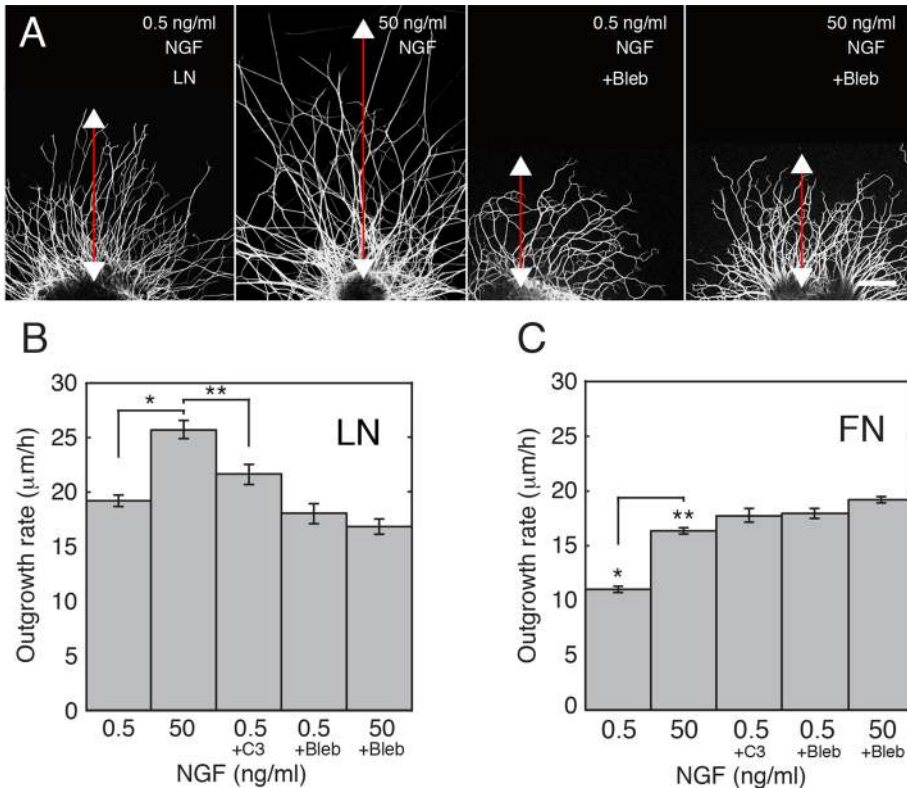 A
0.5 ng/ml
NGF
LN
50 ng/ml
NGF
0.5 ng/ml
NGF
+Bleb
50 ng/ml
NGF
+Bleb
B
Outgrowth rate (µm/h)
30
25
20
15
10
5
0
*
**
LN
0.5 50 0.5 0.5 50
+C3 +Bleb +Bleb
NGF (ng/ml)
C
Outgrowth rate (µm/h)
30
25
20
15
10
5
0
*
**
FN
0.5 50 0.5 0.5 50
+C3 +Bleb +Bleb
NGF (ng/ml)